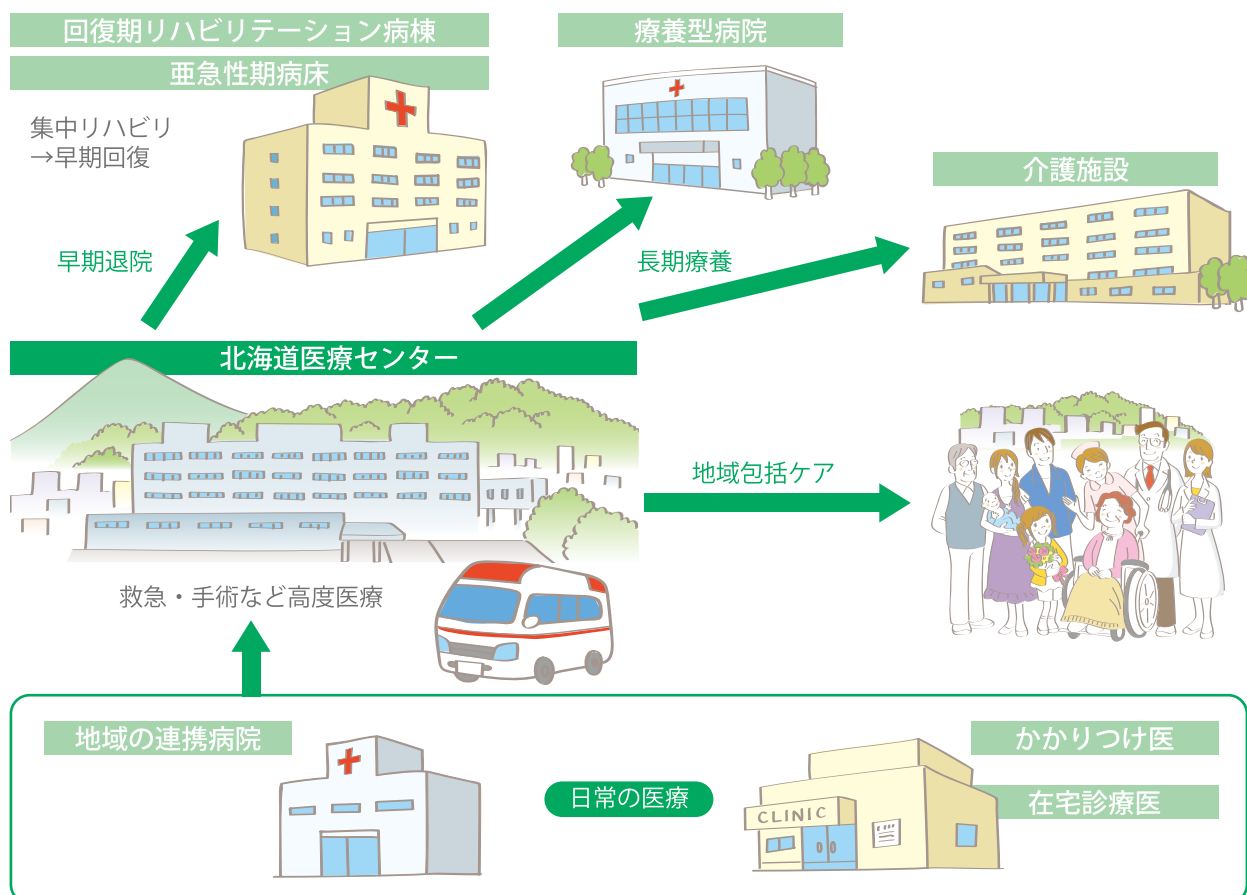 回復期リハビリテーション病棟
亜急性期病床
集中リハビリ
→早期回復
療養型病院
介護施設
早期退院
長期療養
北海道医療センター
地域包括ケア
救急・手術など高度医療
地域の連携病院
日常の医療
かかりつけ医
在宅診療医
CLINIC